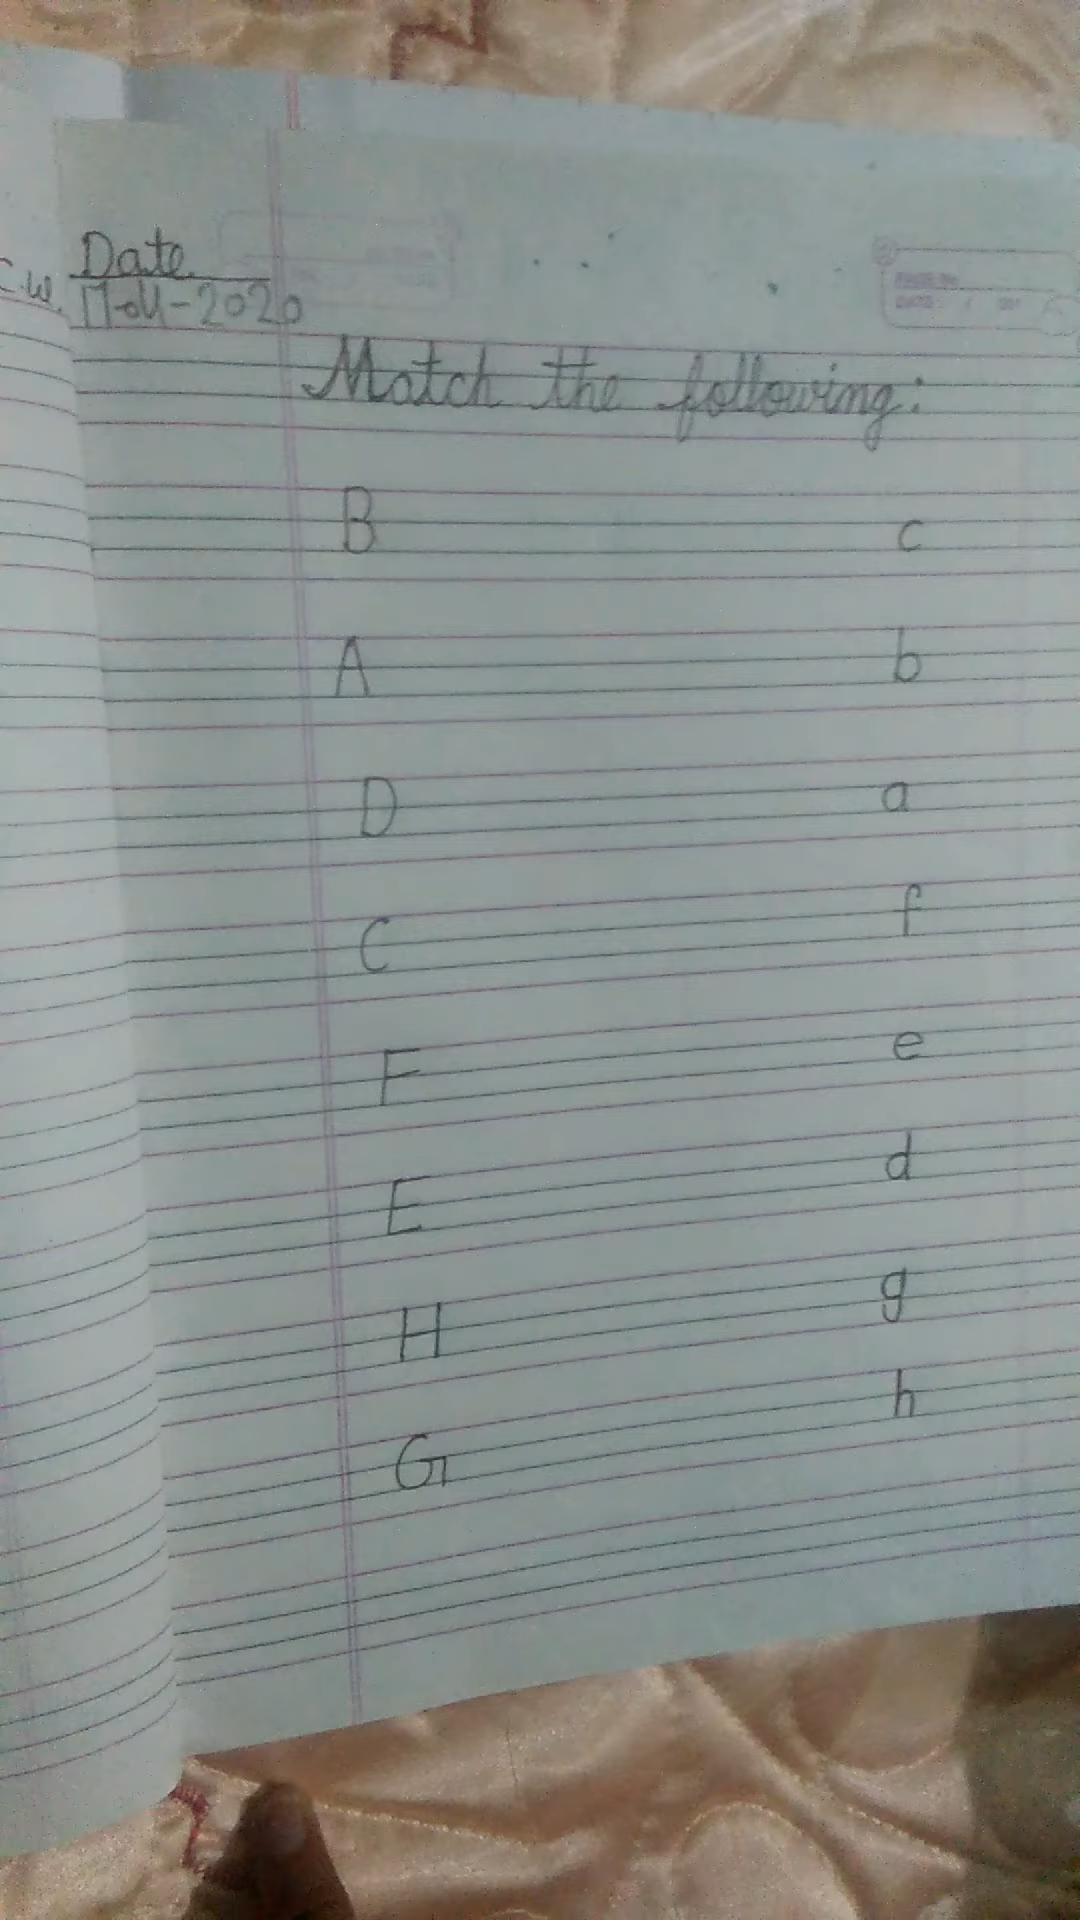 Date
C.W. 17-04-2020
Match the following:
B c
A b
D a
C f
F e
E d
H g
G h